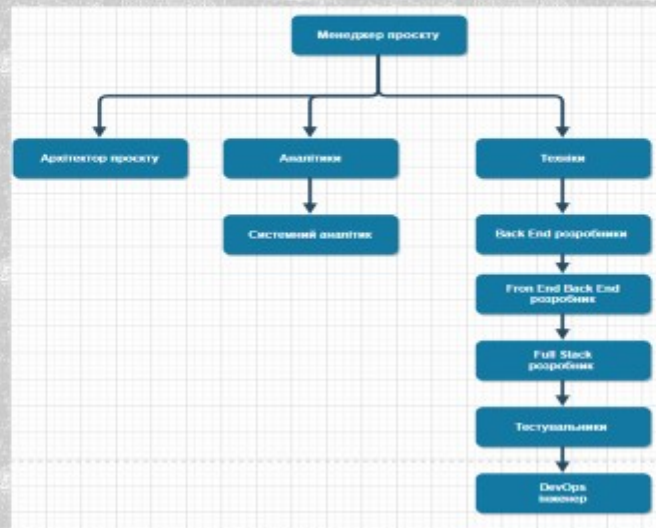 Менеджер проєкту
Архітектор проєкту
Аналітики
Техніки
Системний аналітик
Back End розробники
Fron End Back End
розробник
Full Stack
розробник
Тестувальники
DevOps
інженер